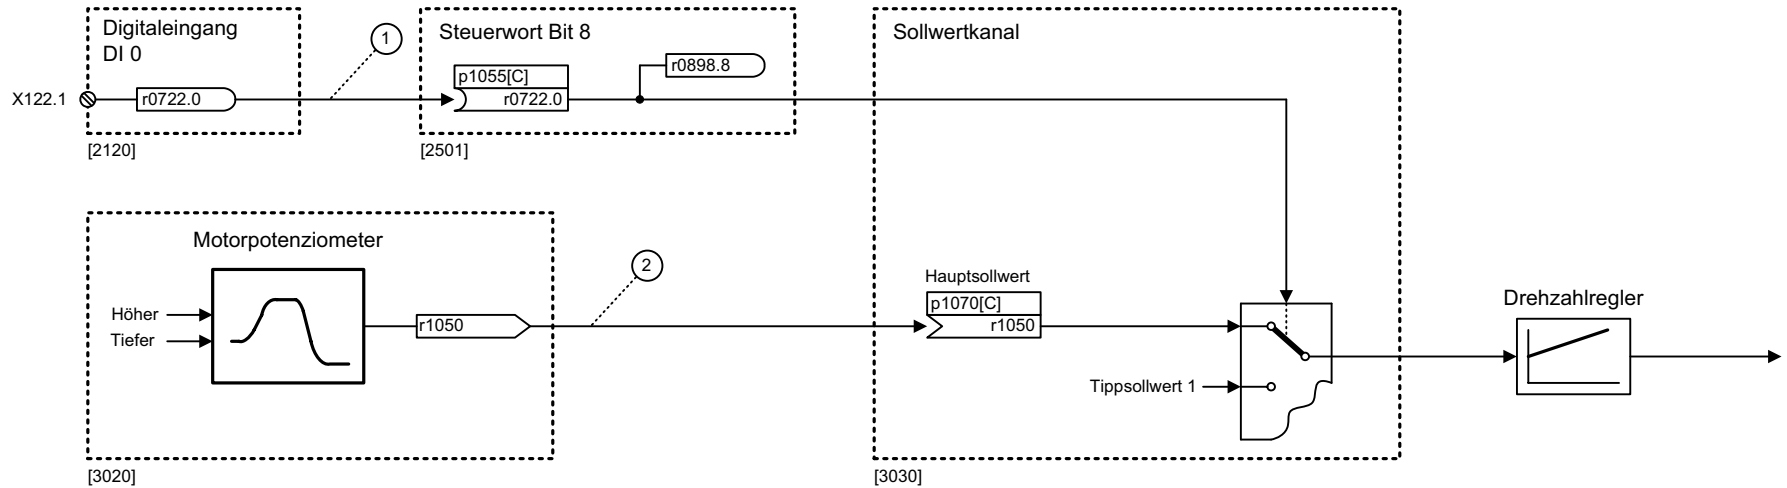 Digitaleingang
DI 0
1
Steuerwort Bit 8
Sollwertkanal
r0898.8
p1055[C]
X122.1
r0722.0
r0722.0
[2120]
[2501]
Motorpotenziometer
2
Hauptsollwert
p1070[C]
Drehzahlregler
Höher
r1050
r1050
Tiefer
Tippsollwert 1
[3020]
[3030]